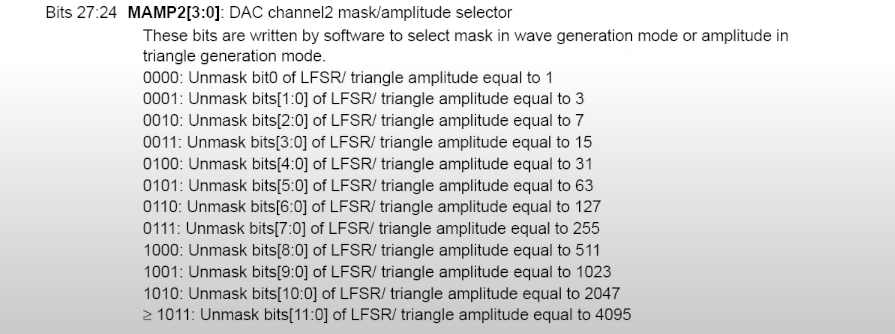 Bits 27:24 MAMP2[3:0]: DAC channel2 mask/amplitude selector
These bits are written by software to select mask in wave generation mode or amplitude in
triangle generation mode.
0000: Unmask bit0 of LFSR/ triangle amplitude equal to 1
0001: Unmask bits[1:0] of LFSR/ triangle amplitude equal to 3
0010: Unmask bits[2:0] of LFSR/ triangle amplitude equal to 7
0011: Unmask bits[3:0] of LFSR/ triangle amplitude equal to 15
0100: Unmask bits[4:0] of LFSR/ triangle amplitude equal to 31
0101: Unmask bits[5:0] of LFSR/ triangle amplitude equal to 63
0110: Unmask bits[6:0] of LFSR/ triangle amplitude equal to 127
0111: Unmask bits[7:0] of LFSR/ triangle amplitude equal to 255
1000: Unmask bits[8:0] of LFSR/ triangle amplitude equal to 511
1001: Unmask bits[9:0] of LFSR/ triangle amplitude equal to 1023
1010: Unmask bits[10:0] of LFSR/ triangle amplitude equal to 2047
≥ 1011: Unmask bits[11:0] of LFSR/ triangle amplitude equal to 4095